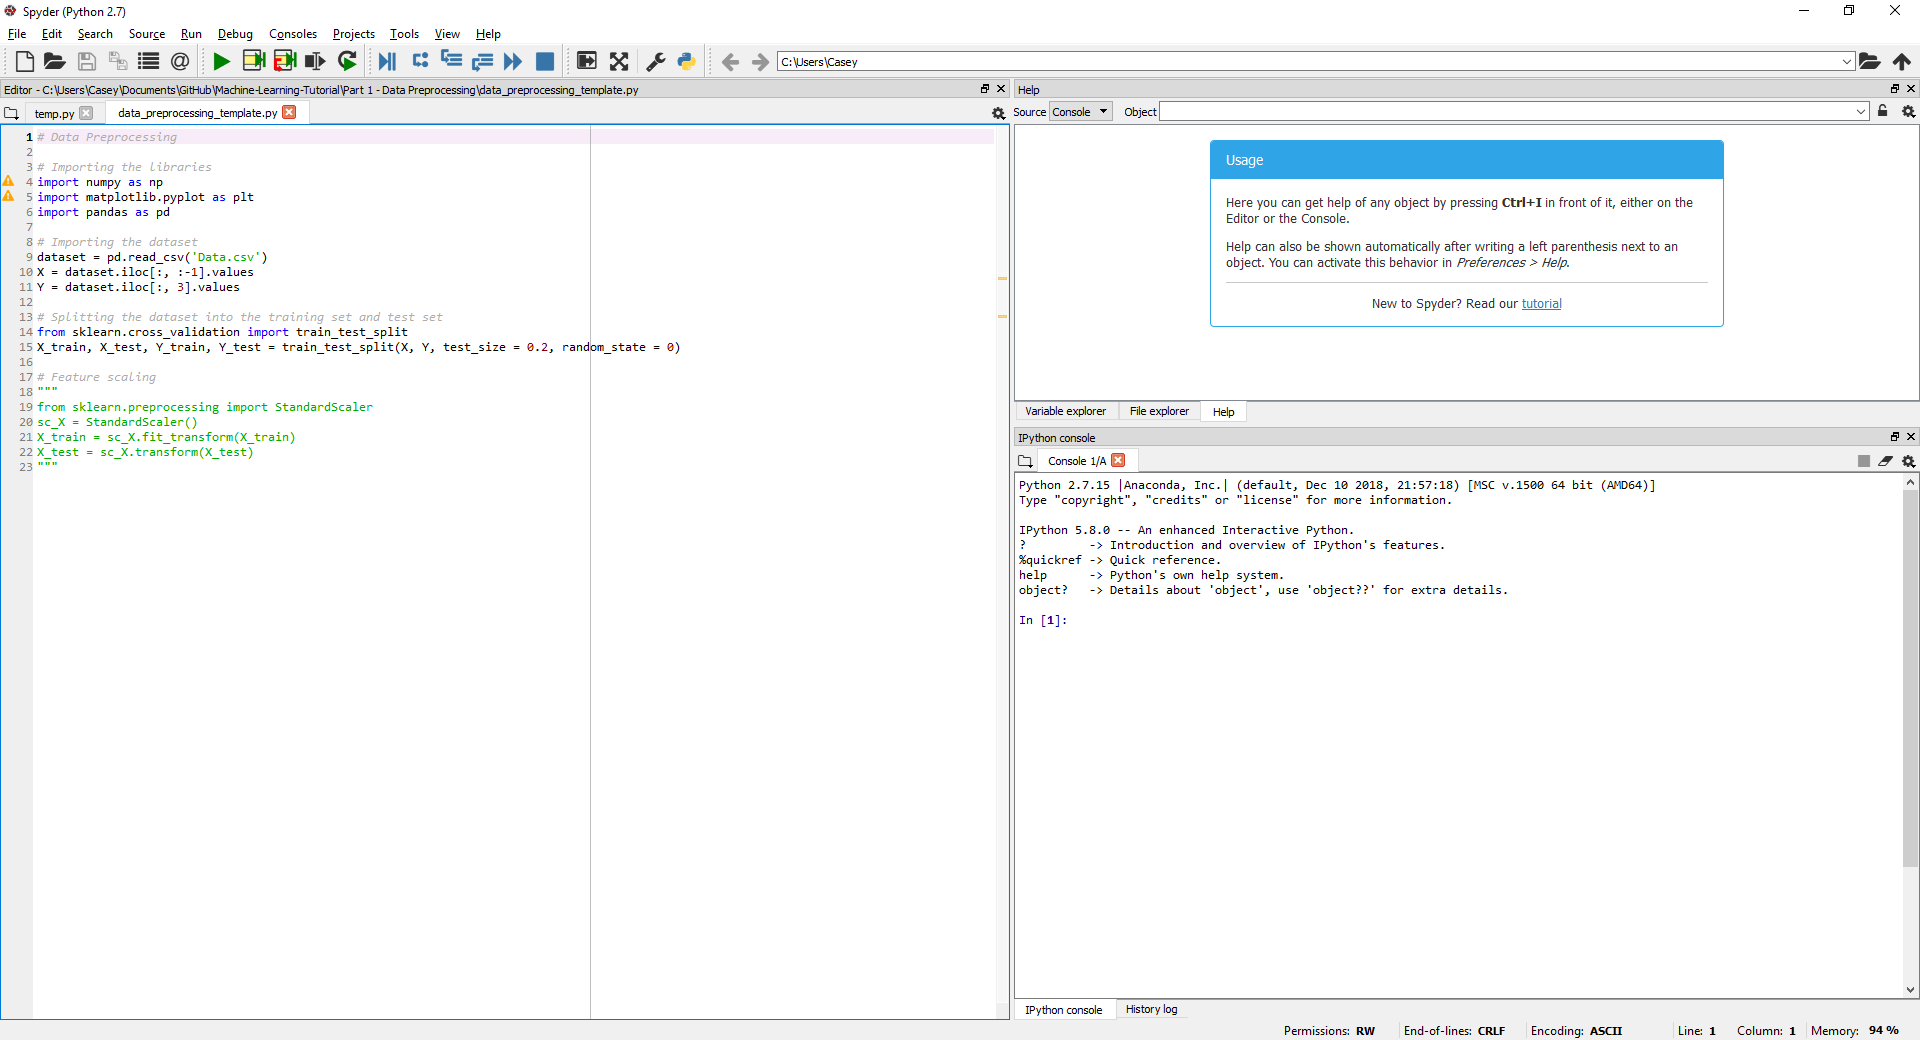 Spyder (Python 2.7)
File Edit Search Source Run Debug Consoles Projects Tools View Help
C:\Users\Casey
Editor - C:\Users\Casey\Documents\GitHub\Machine-Learning-Tutorial\Part 1 - Data Preprocessing\data_preprocessing_template.py
temp.py data_preprocessing_template.py
1 # Data Preprocessing
2
3 # Importing the libraries
4 import numpy as np
5 import matplotlib.pyplot as plt
6 import pandas as pd
7
8 # Importing the dataset
9 dataset = pd.read_csv('Data.csv')
10 X = dataset.iloc[:, :-1].values
11 Y = dataset.iloc[:, 3].values
12
13 # Splitting the dataset into the training set and test set
14 from sklearn.cross_validation import train_test_split
15 X_train, X_test, Y_train, Y_test = train_test_split(X, Y, test_size = 0.2, random_state = 0)
16
17 # Feature scaling
18 """
19 from sklearn.preprocessing import StandardScaler
20 sc_X = StandardScaler()
21 X_train = sc_X.fit_transform(X_train)
22 X_test = sc_X.transform(X_test)
23 """
Help
Source Console Object
Usage
Here you can get help of any object by pressing Ctrl+I in front of it, either on the
Editor or the Console.
Help can also be shown automatically after writing a left parenthesis next to an
object. You can activate this behavior in Preferences > Help.
New to Spyder? Read our tutorial
Variable explorer File explorer Help
IPython console
Console 1/A
Python 2.7.15 |Anaconda, Inc.| (default, Dec 10 2018, 21:57:18) [MSC v.1500 64 bit (AMD64)]
Type "copyright", "credits" or "license" for more information.
IPython 5.8.0 -- An enhanced Interactive Python.
? -> Introduction and overview of IPython's features.
%quickref -> Quick reference.
help -> Python's own help system.
object? -> Details about 'object', use 'object??' for extra details.
In [1]:
IPython console History log
Permissions: RW End-of-lines: CRLF Encoding: ASCII Line: 1 Column: 1 Memory: 94 %